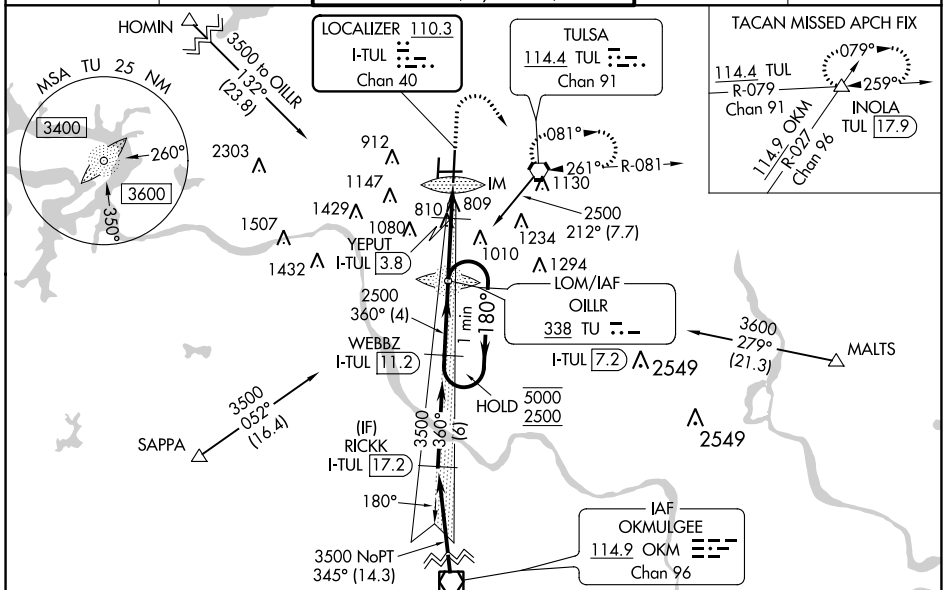 HOMIN
3500 to OILLR
132°
(23.8)
LOCALIZER 110.3
I-TUL
Chan 40
TULSA
114.4 TUL
Chan 91
TACAN MISSED APCH FIX
079°
259°
114.4 TUL
R-079
Chan 91
INOLA
TUL 17.9
114.9 OKM
R-027
Chan 96
MSA TU 25 NM
3400
260°
3600
350°
2303
912
1147
1429
1080
1507
1432
IM
810
809
081°
261°
R-081
1130
2500
212° (7.7)
1234
1010
1294
YEPUT
I-TUL 3.8
2500
360° (4)
1 min
180°
LOM/IAF
OILLR
338 TU
I-TUL 7.2
2549
3600
279°
(21.3)
MALTS
WEBBZ
I-TUL 11.2
HOLD 5000
2500
2549
3500
052°
(16.4)
SAPPA
3500
360°
(6)
(IF)
RICKK
I-TUL 17.2
180°
3500 NoPT
345° (14.3)
IAF
OKMULGEE
114.9 OKM
Chan 96